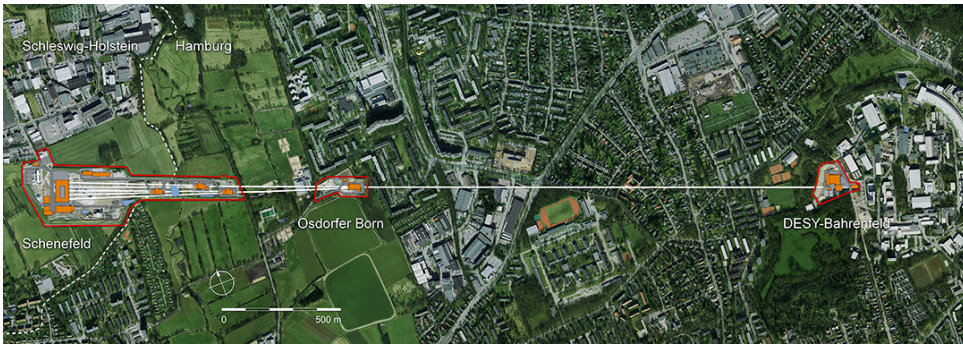 Schleswig-Holstein
Hamburg
Schenefeld
Osdorfer Born
DESY-Bahrenfeld
0
500 m